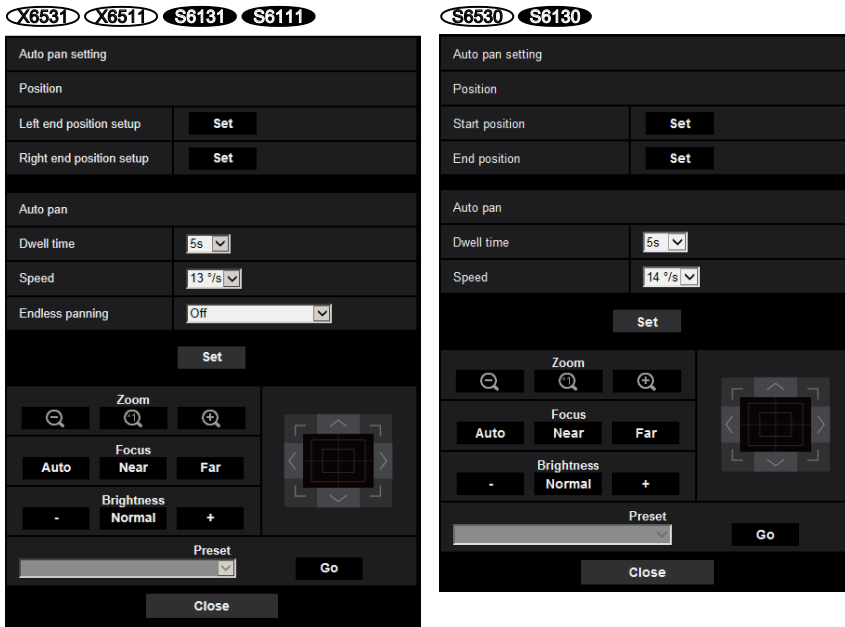 X6531 X6511 S6131 S6111
Auto pan setting
Position
Left end position setup Set
Right end position setup Set
Auto pan
Dwell time 5s
Speed 13 °/s
Endless panning Off
Set
Zoom
*1
Focus
Auto Near Far
Brightness
- Normal +
Preset
Go
Close
S6530 S6130
Auto pan setting
Position
Start position Set
End position Set
Auto pan
Dwell time 5s
Speed 14 °/s
Set
Zoom
*1
Focus
Auto Near Far
Brightness
- Normal +
Preset
Go
Close